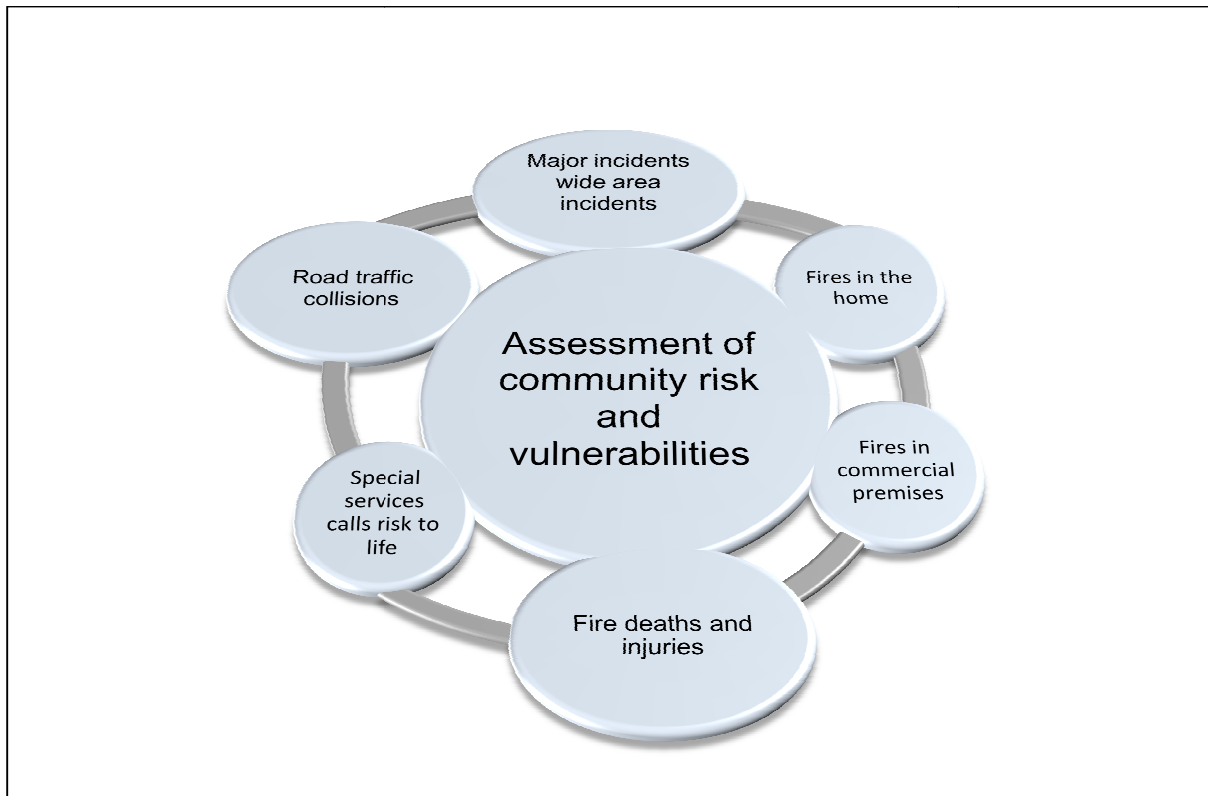 Major incidents
wide area
incidents
Road traffic
collisions
Fires in the
home
Assessment of
community risk
and
vulnerabilities
Fires in
commercial
premises
Special
services
calls risk to
life
Fire deaths and
injuries